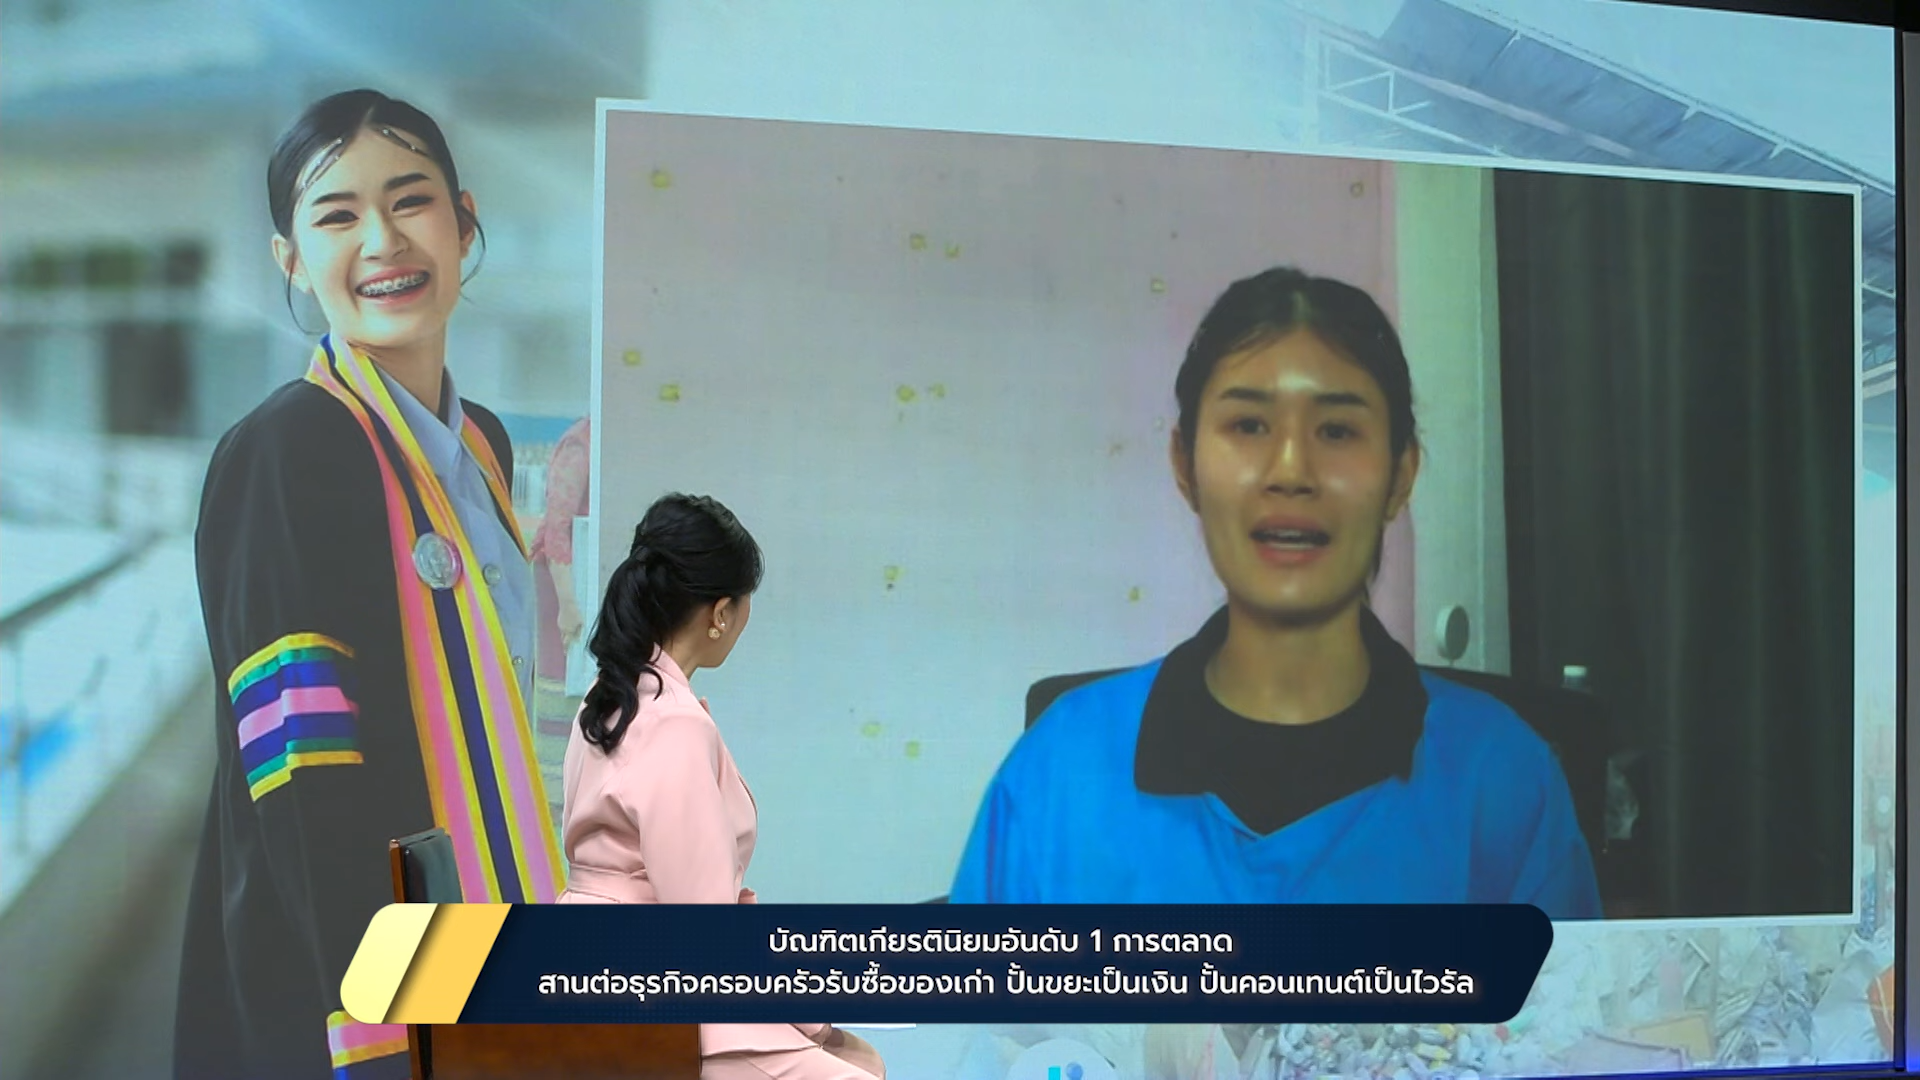 บัณฑิตเกียรตินิยมอันดับ 1 การตลาด
สานต่อธุรกิจครอบครัวรับซื้อของเก่า ปั้นขยะเป็นเงิน ปั้นคอนเทนต์เป็นไวรัล